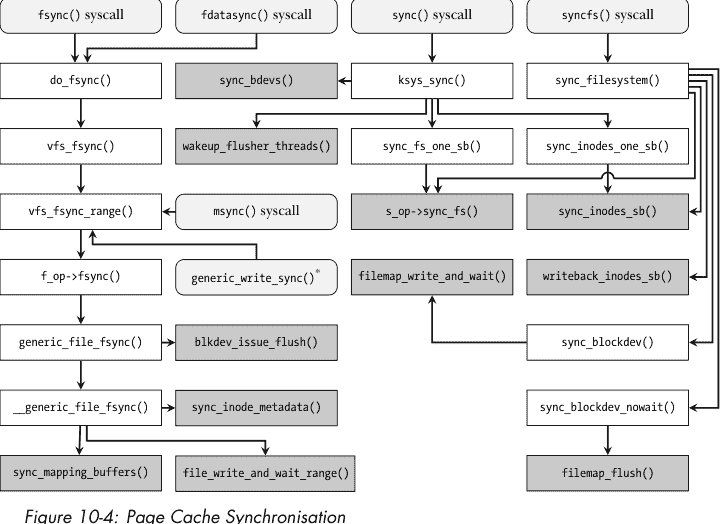 fsync() syscall
fdatasync() syscall
sync() syscall
syncfs() syscall
do_fsync()
sync_bdevs()
ksys_sync()
sync_filesystem()
vfs_fsync()
wakeup_flusher_threads()
sync_fs_one_sb()
sync_inodes_one_sb()
vfs_fsync_range()
msync() syscall
s_op->sync_fs()
sync_inodes_sb()
f_op->fsync()
generic_write_sync()*
filemap_write_and_wait()
writeback_inodes_sb()
generic_file_fsync()
blkdev_issue_flush()
sync_blockdev()
__generic_file_fsync()
sync_inode_metadata()
sync_blockdev_nowait()
sync_mapping_buffers()
file_write_and_wait_range()
filemap_flush()
Figure 10-4: Page Cache Synchronisation